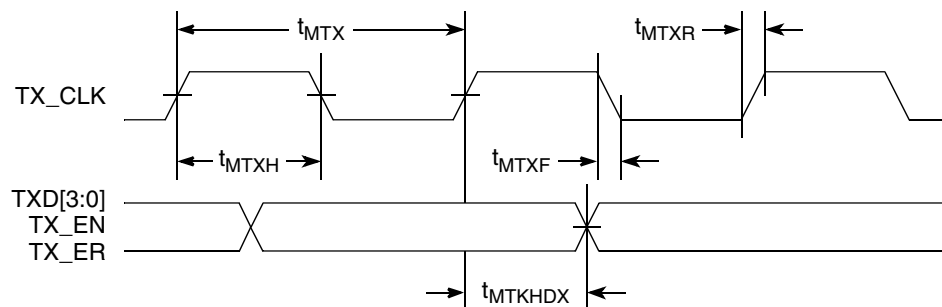 tMTX
tMTXR
TX_CLK
tMTXH
tMTXF
TXD[3:0]
TX_EN
TX_ER
tMTKHDX